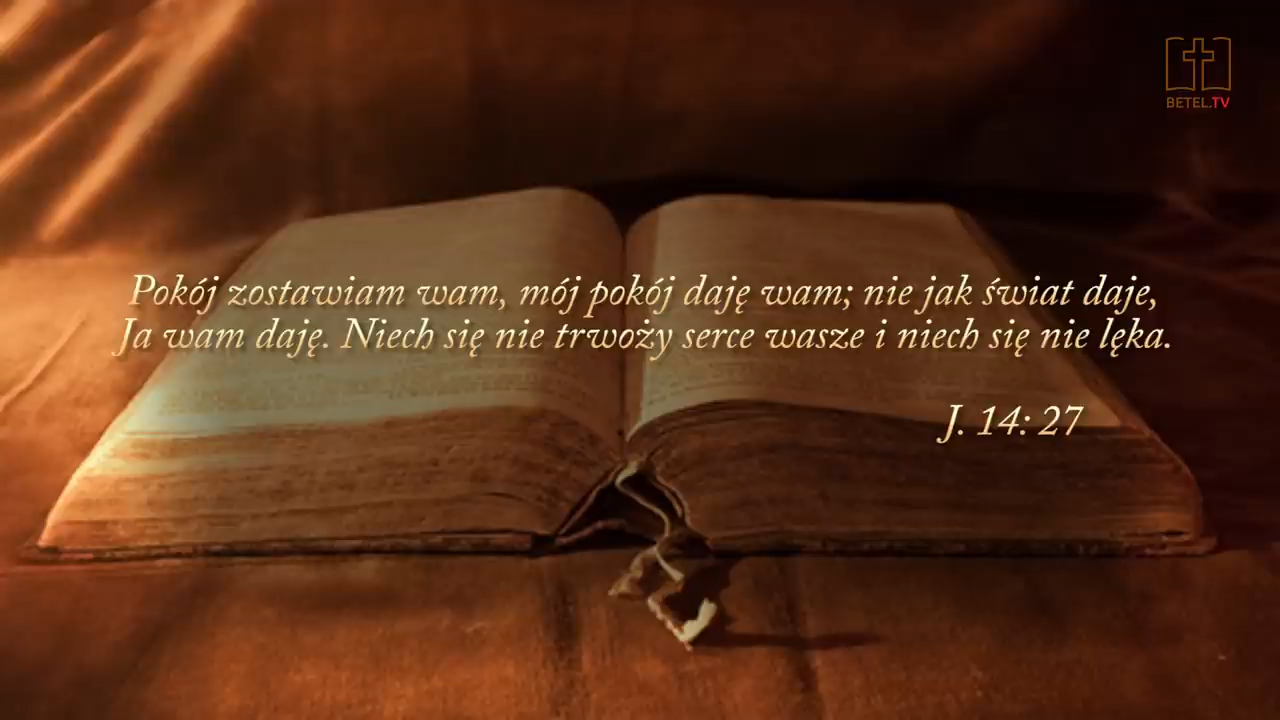 BETEL.TV
Pokój zostawiam wam, mój pokój daję wam; nie jak świat daje,
Ja wam daję. Niech się nie trwoży serce wasze i niech się nie lęka.
J. 14: 27